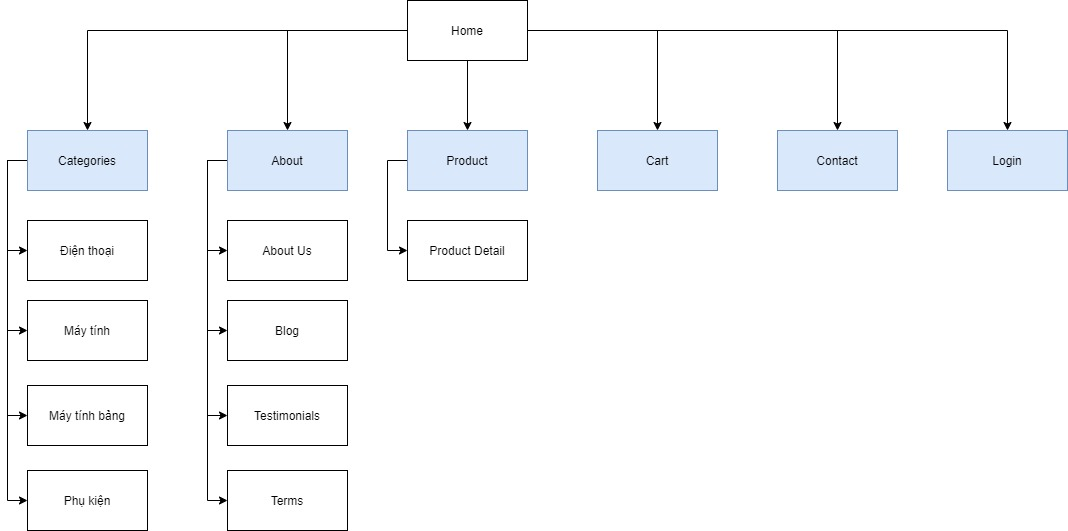 Home
Categories
About
Product
Cart
Contact
Login
Điện thoại
About Us
Product Detail
Máy tính
Blog
Máy tính bảng
Testimonials
Phụ kiện
Terms